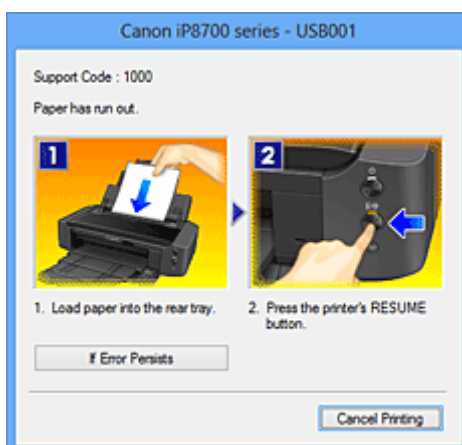 Canon iP8700 series - USB001
Support Code : 1000
Paper has run out.
1
2
1. Load paper into the rear tray.
2. Press the printer's RESUME
button.
If Error Persists
Cancel Printing